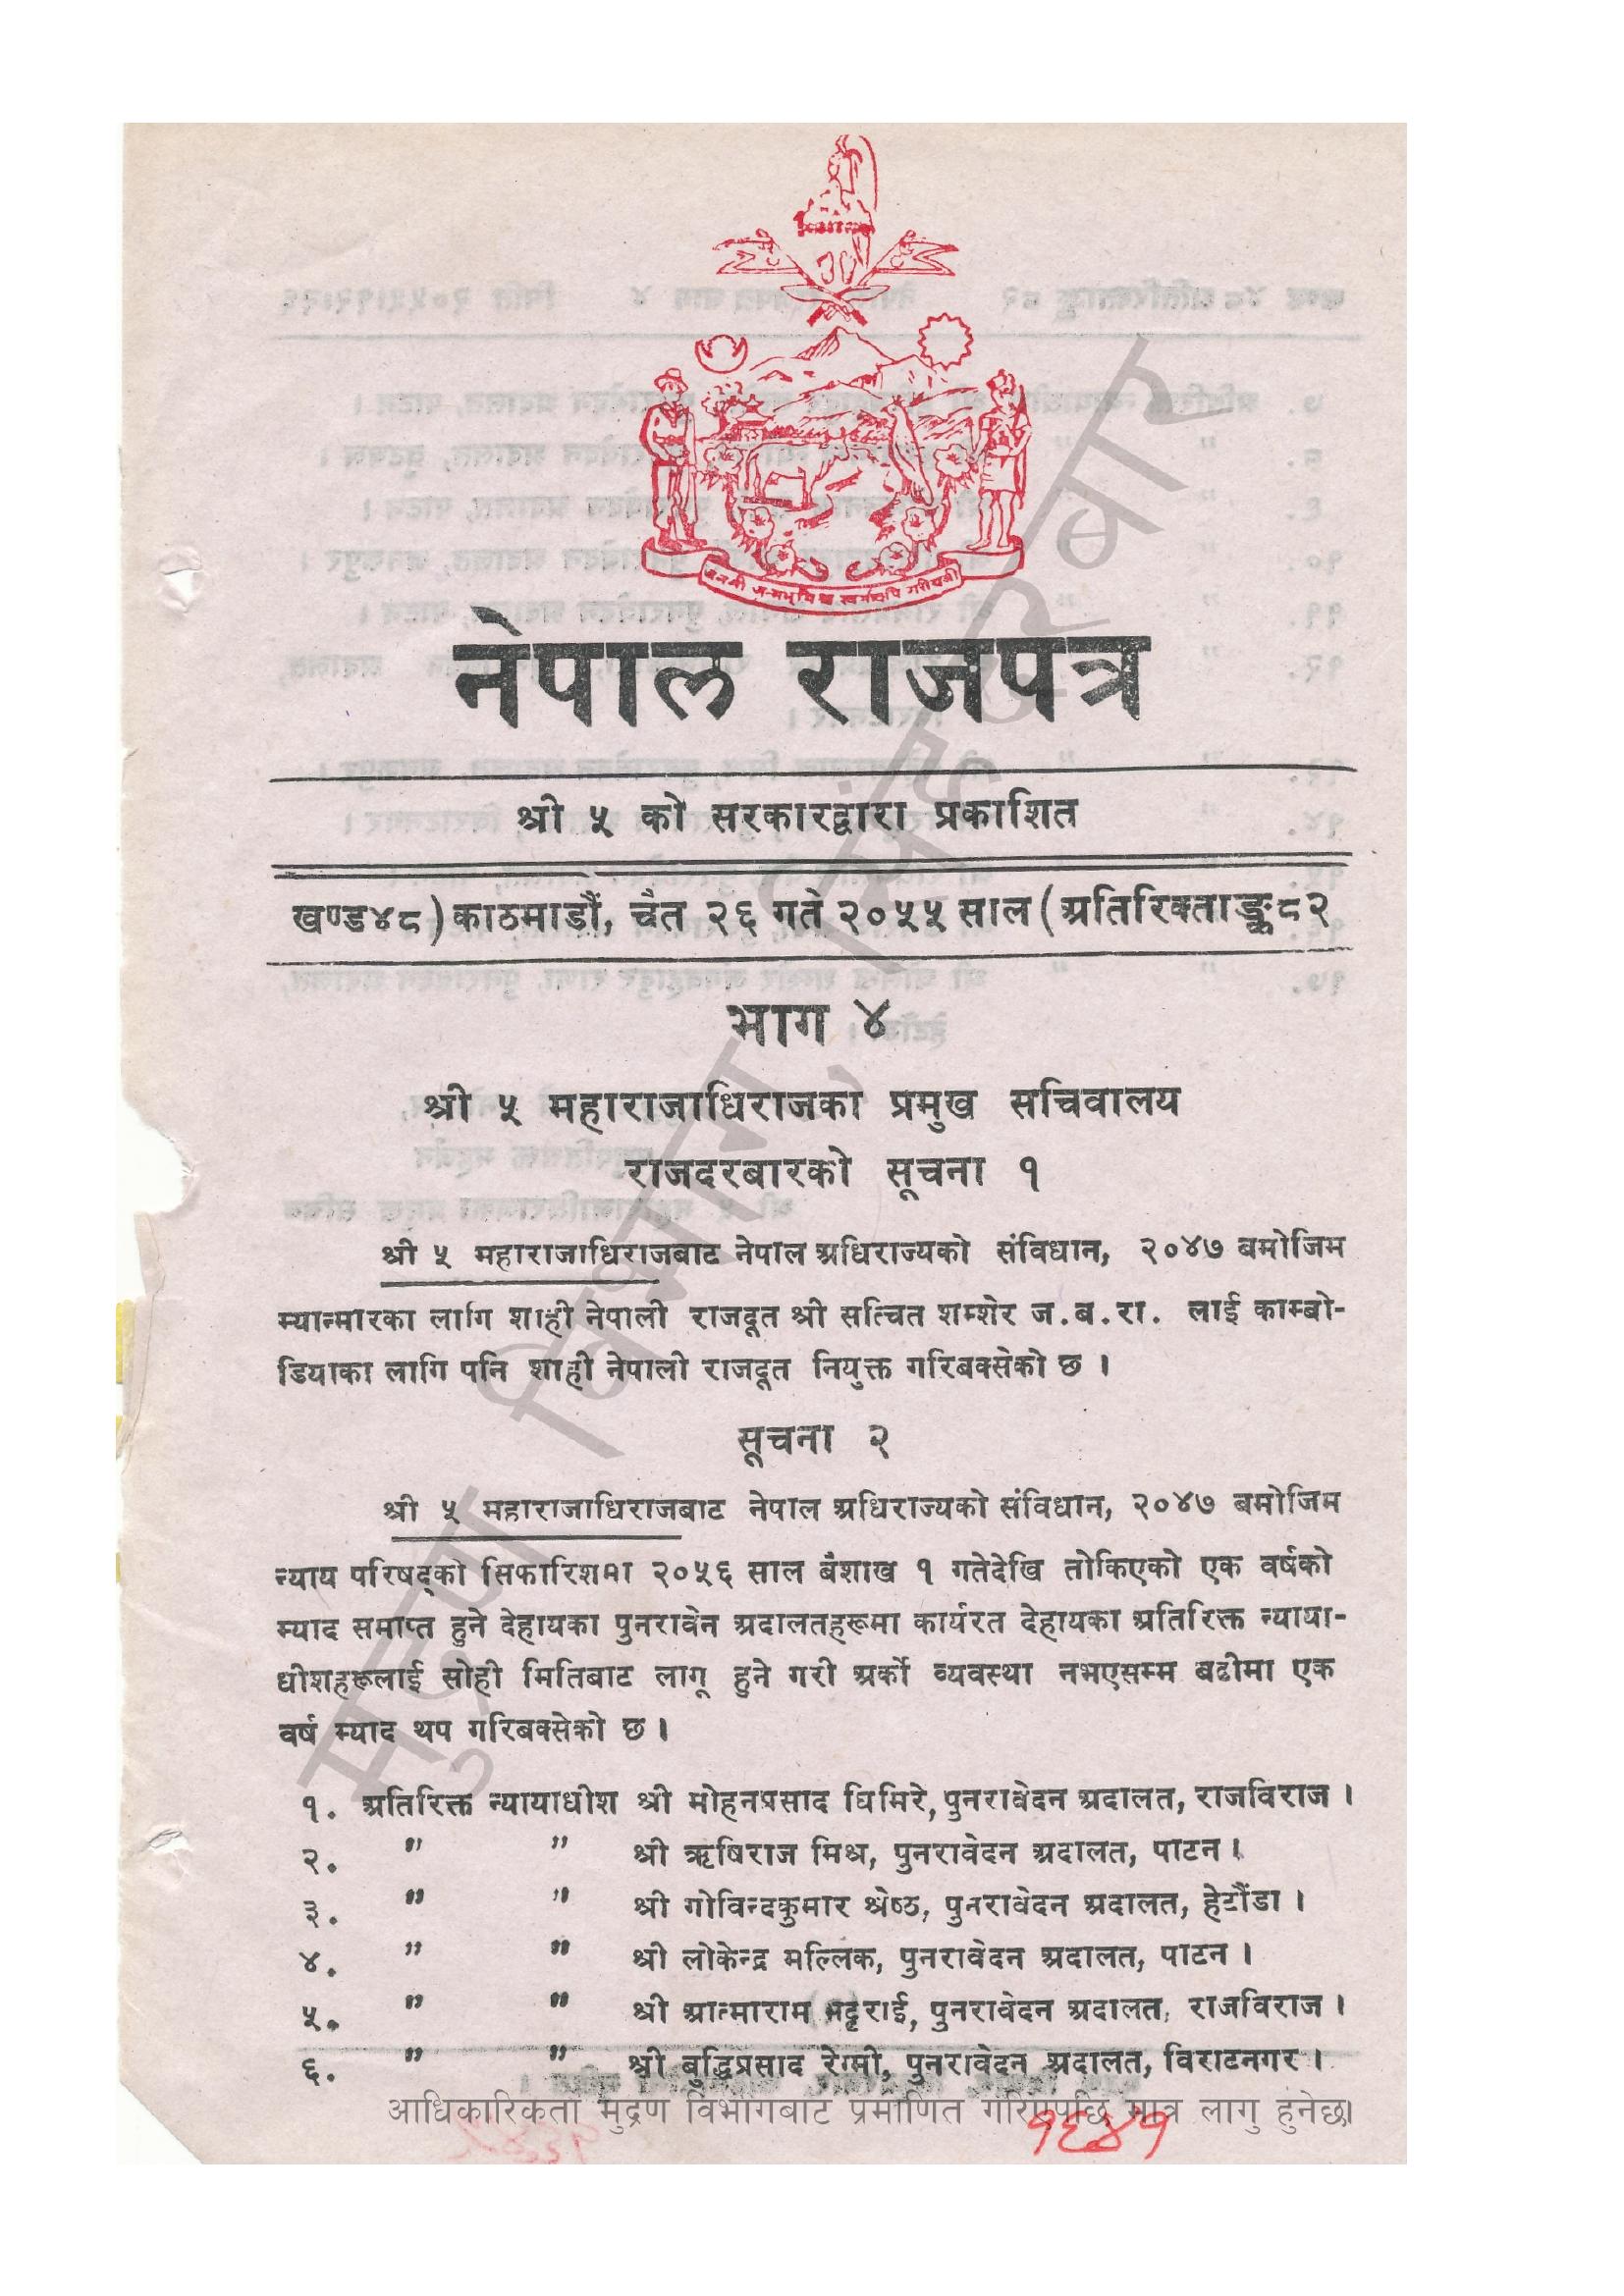 जननी जन्मभूमिश्च स्वर्गादपि गरीयसी
नेपाल राजपत्र
श्री ५ को सरकारद्वारा प्रकाशित
खण्ड४८) काठमाडौं, चैत २६ गते २०५५ साल (अतिरिक्ताङ्क८२
भाग ४
श्री ५ महाराजाधिराजका प्रमुख सचिवालय
राजदरबारको सूचना १
श्री ५ महाराजाधिराजबाट नेपाल अधिराज्यको संविधान, २०४७ बमोजिम
म्यान्मारका लागि शाही नेपाली राजदूत श्री सत्चित शम्शेर ज.ब.रा. लाई काम्बो-
डियाका लागि पनि शाही नेपाली राजदूत नियुक्त गरिबक्सेको छ ।
सूचना २
श्री ५ महाराजाधिराजबाट नेपाल अधिराज्यको संविधान, २०४७ बमोजिम
न्याय परिषद्को सिफारिशमा २०५६ साल बैशाख १ गतेदेखि तोकिएको एक वर्षको
म्याद समाप्त हुने देहायका पुनरावेन अदालतहरूमा कार्यरत देहायका अतिरिक्त न्याया-
धीशहरूलाई सोही मितिबाट लागू हुने गरी अर्को व्यवस्था नभएसम्म बढीमा एक
वर्ष म्याद थप गरिबक्सेको छ ।
१. अतिरिक्त न्यायाधीश श्री मोहनप्रसाद घिमिरे, पुनरावेदन अदालत, राजविराज ।
२. " " श्री ऋषिराज मिश्र, पुनरावेदन अदालत, पाटन ।
३. " " श्री गोविन्दकुमार श्रेष्ठ, पुनरावेदन अदालत, हेटौंडा ।
४. " " श्री लोकेन्द्र मल्लिक, पुनरावेदन अदालत, पाटन ।
५. " " श्री आत्माराम भट्टराई, पुनरावेदन अदालत, राजविराज ।
६. " " श्री बुद्धिप्रसाद रेग्मी, पुनरावेदन अदालत, विराटनगर ।
आधिकारिकता मुद्रण विभागबाट प्रमाणित गरिएपछि मात्र लागु हुनेछ।
१६४१
मुद्रण विभाग, सिंहदरबार